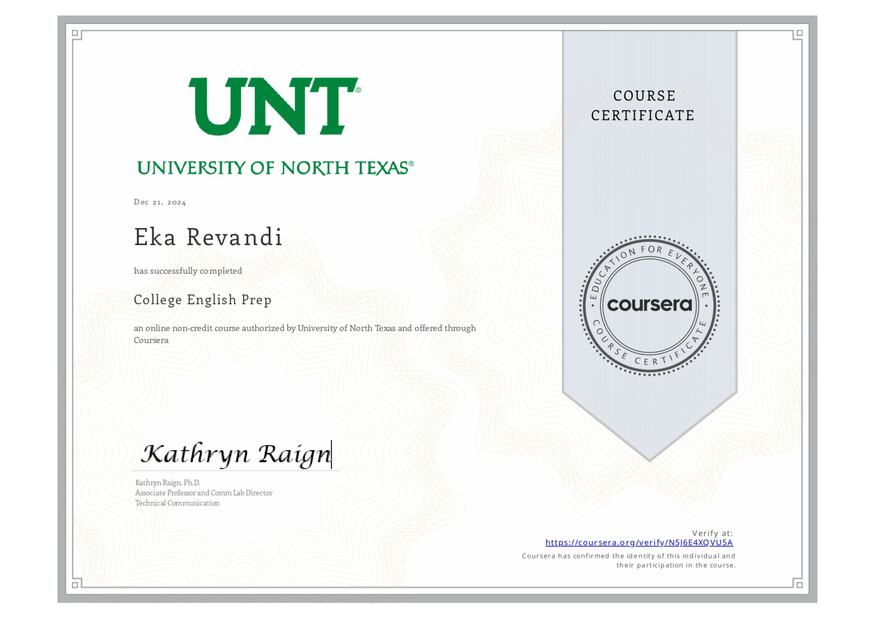 UNT®
UNIVERSITY OF NORTH TEXAS®
Dec 21, 2024
Eka Revandi
has successfully completed
College English Prep
an online non-credit course authorized by University of North Texas and offered through
Coursera
Kathryn Raign
Kathryn Raign, Ph.D.
Associate Professor and Comm Lab Director
Technical Communication
COURSE
CERTIFICATE
EDUCATION FOR EVERYONE
coursera
COURSE CERTIFICATE
Verify at:
https://coursera.org/verify/N5J6E4XQVU5A
Coursera has confirmed the identity of this individual and
their participation in the course.